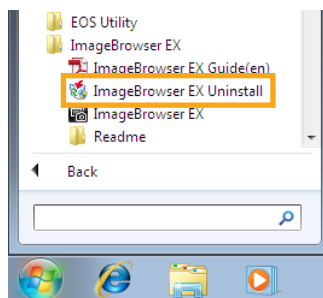 EOS Utility
ImageBrowser EX
ImageBrowser EX Guide(en)
ImageBrowser EX Uninstall
ImageBrowser EX
Readme
Back